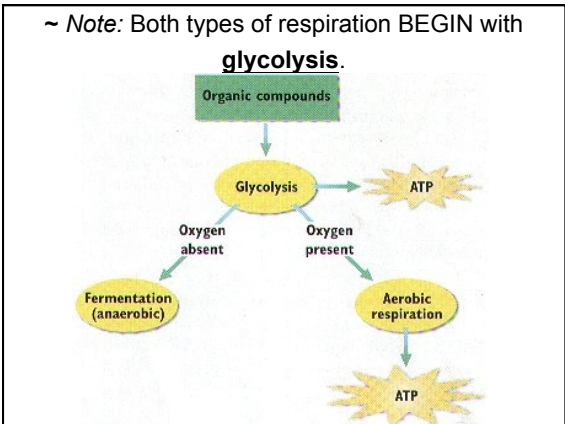 ~ Note: Both types of respiration BEGIN with
glycolysis.
Organic compounds
Glycolysis
ATP
Oxygen
absent
Oxygen
present
Fermentation
(anaerobic)
Aerobic
respiration
ATP